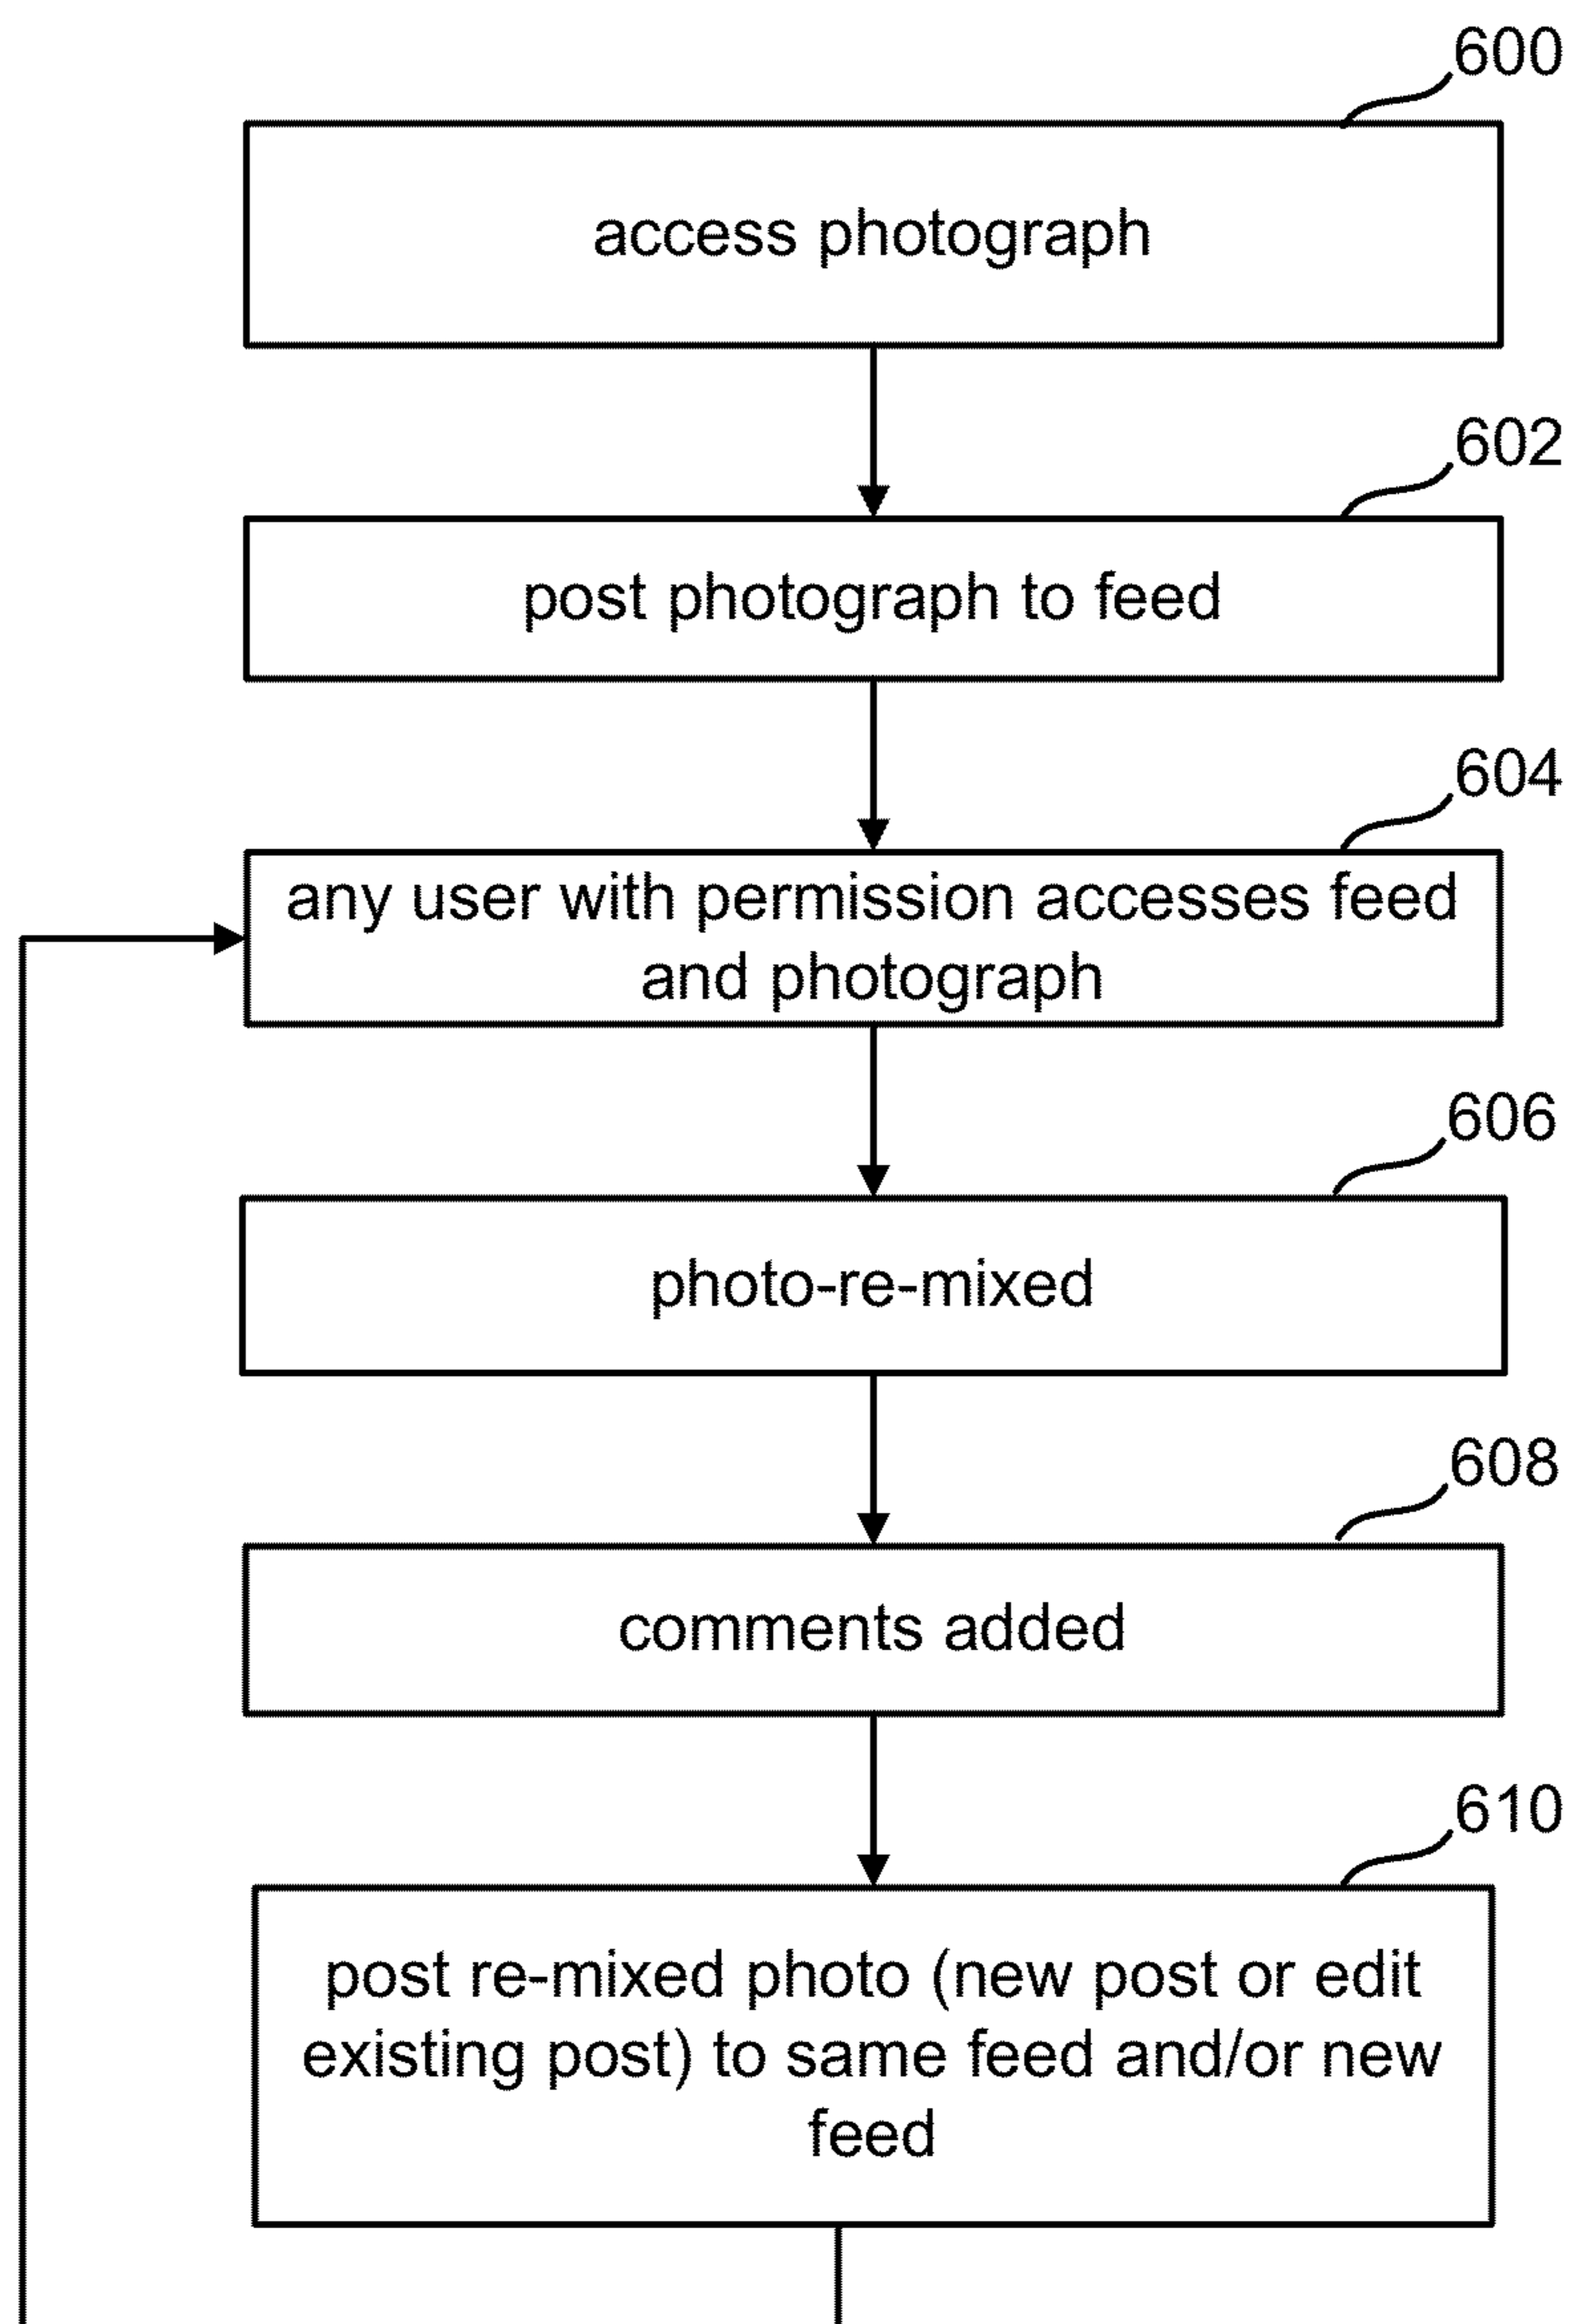 600
access photograph
602
post photograph to feed
604
any user with permission accesses feed
and photograph
606
photo-re-mixed
608
comments added
610
post re-mixed photo (new post or edit
existing post) to same feed and/or new
feed